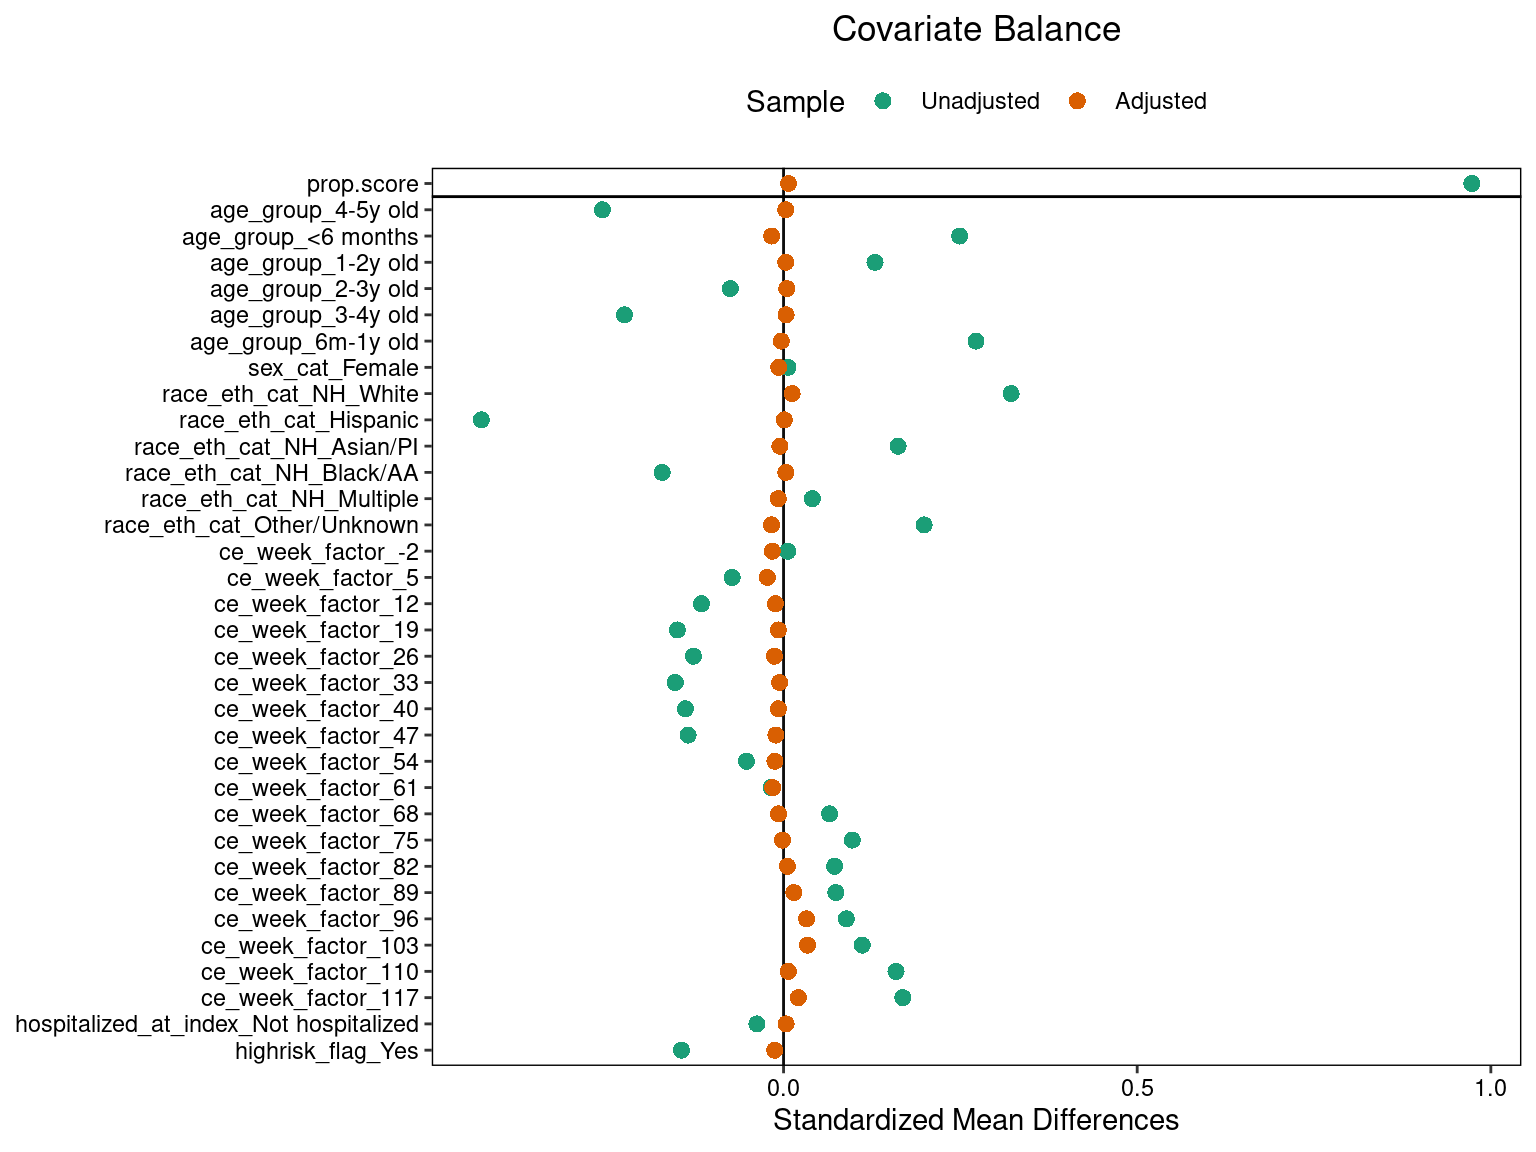 Covariate Balance
Sample Unadjusted Adjusted
prop.score
age_group_4-5y old
age_group_<6 months
age_group_1-2y old
age_group_2-3y old
age_group_3-4y old
age_group_6m-1y old
sex_cat_Female
race_eth_cat_NH_White
race_eth_cat_Hispanic
race_eth_cat_NH_Asian/PI
race_eth_cat_NH_Black/AA
race_eth_cat_NH_Multiple
race_eth_cat_Other/Unknown
ce_week_factor_-2
ce_week_factor_5
ce_week_factor_12
ce_week_factor_19
ce_week_factor_26
ce_week_factor_33
ce_week_factor_40
ce_week_factor_47
ce_week_factor_54
ce_week_factor_61
ce_week_factor_68
ce_week_factor_75
ce_week_factor_82
ce_week_factor_89
ce_week_factor_96
ce_week_factor_103
ce_week_factor_110
ce_week_factor_117
hospitalized_at_index_Not hospitalized
highrisk_flag_Yes
0.0 0.5 1.0
Standardized Mean Differences